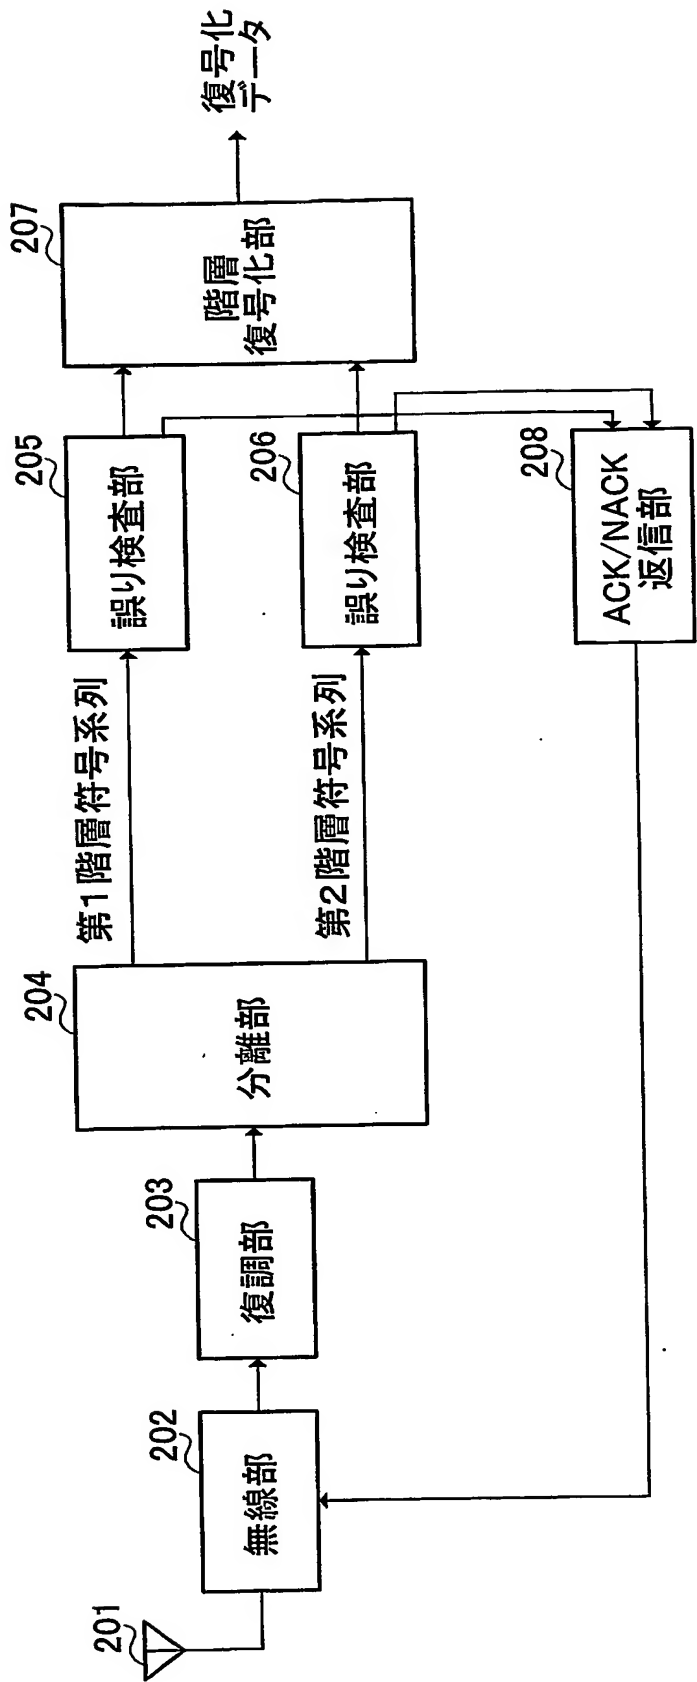 201
202
無線部
203
復調部
204
分離部
第1階層符号系列
第2階層符号系列
205
誤り検査部
206
誤り検査部
207
階層
復号化部
復号化
データ
208
ACK/NACK
返信部